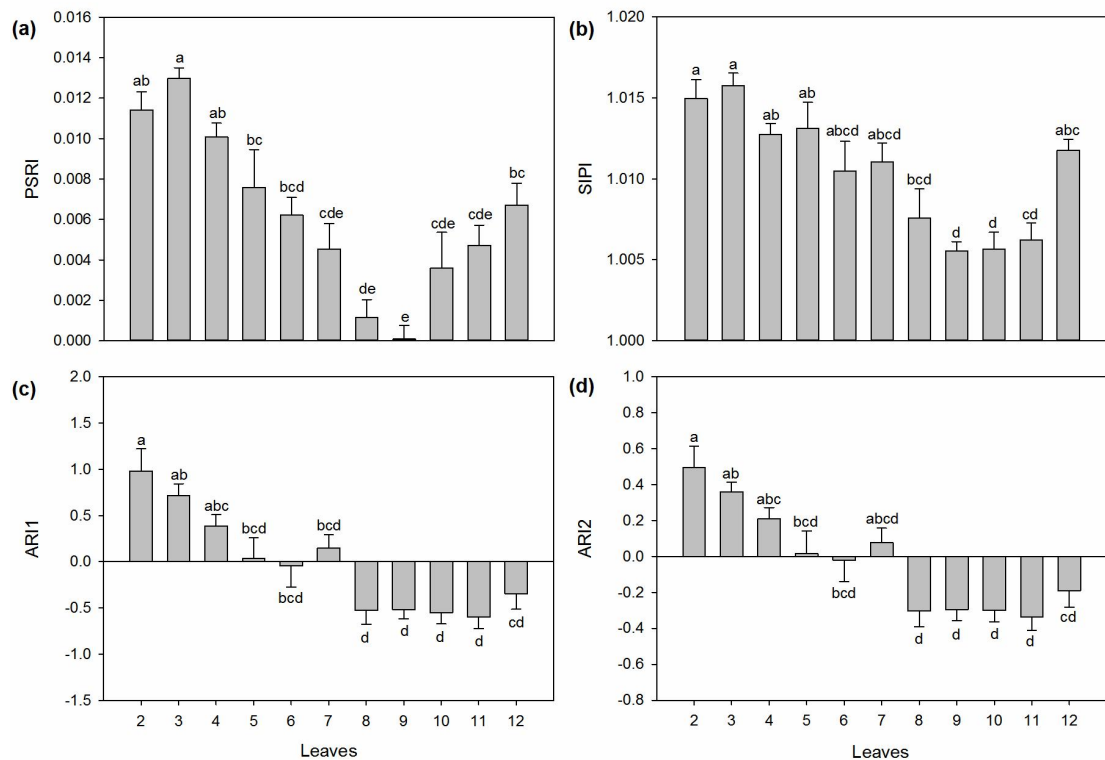 (a)
PSRI
0.016
0.014
0.012
0.010
0.008
0.006
0.004
0.002
0.000
ab a ab bc bcd cde de e cde cde bc
(b)
SIPI
1.020
1.015
1.010
1.005
1.000
a a ab ab abcd abcd bcd d d cd abc
(c)
ARI1
2.0
1.5
1.0
0.5
0.0
-0.5
-1.0
-1.5
a ab abc bcd bcd bcd d d d d cd
2 3 4 5 6 7 8 9 10 11 12
Leaves
(d)
ARI2
1.0
0.8
0.6
0.4
0.2
0.0
-0.2
-0.4
-0.6
-0.8
a ab abc bcd bcd abcd d d d d cd
2 3 4 5 6 7 8 9 10 11 12
Leaves